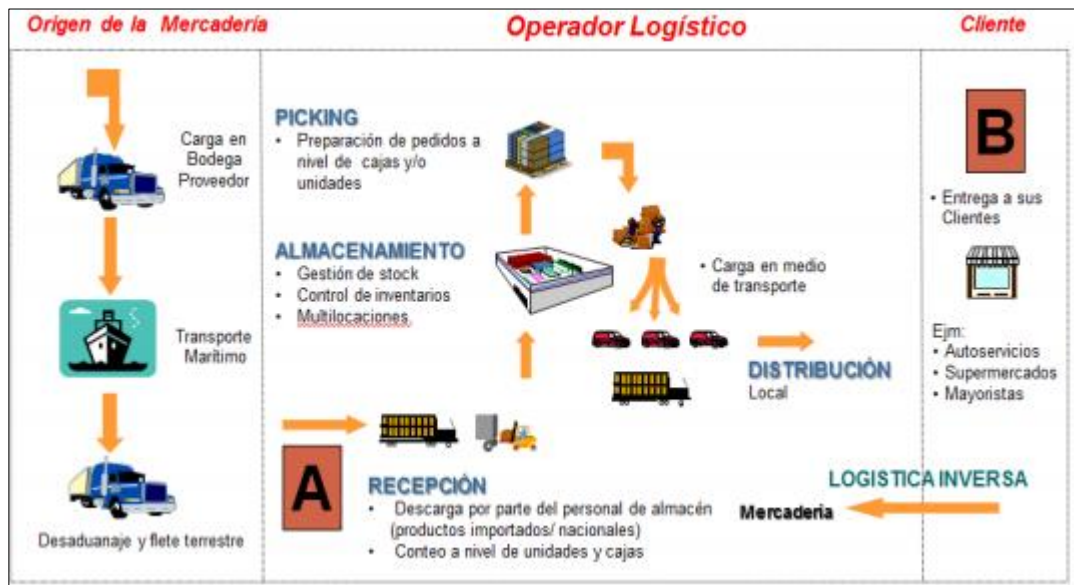 Origen de la Mercadería
Operador Logístico
Cliente
Carga en
Bodega
Proveedor
Transporte
Marítimo
Desaduanaje y flete terrestre
PICKING
• Preparación de pedidos a
nivel de cajas y/o
unidades
ALMACENAMIENTO
• Gestión de stock
• Control de inventarios
• Multilocaciones.
• Carga en medio
de transporte
DISTRIBUCIÓN
Local
A
RECEPCIÓN
• Descarga por parte del personal de almacén
(productos importados/ nacionales)
• Conteo a nivel de unidades y cajas
B
• Entrega a sus
Clientes
Ejm:
• Autoservicios
• Supermercados
• Mayoristas
LOGISTICA INVERSA
Mercaderia